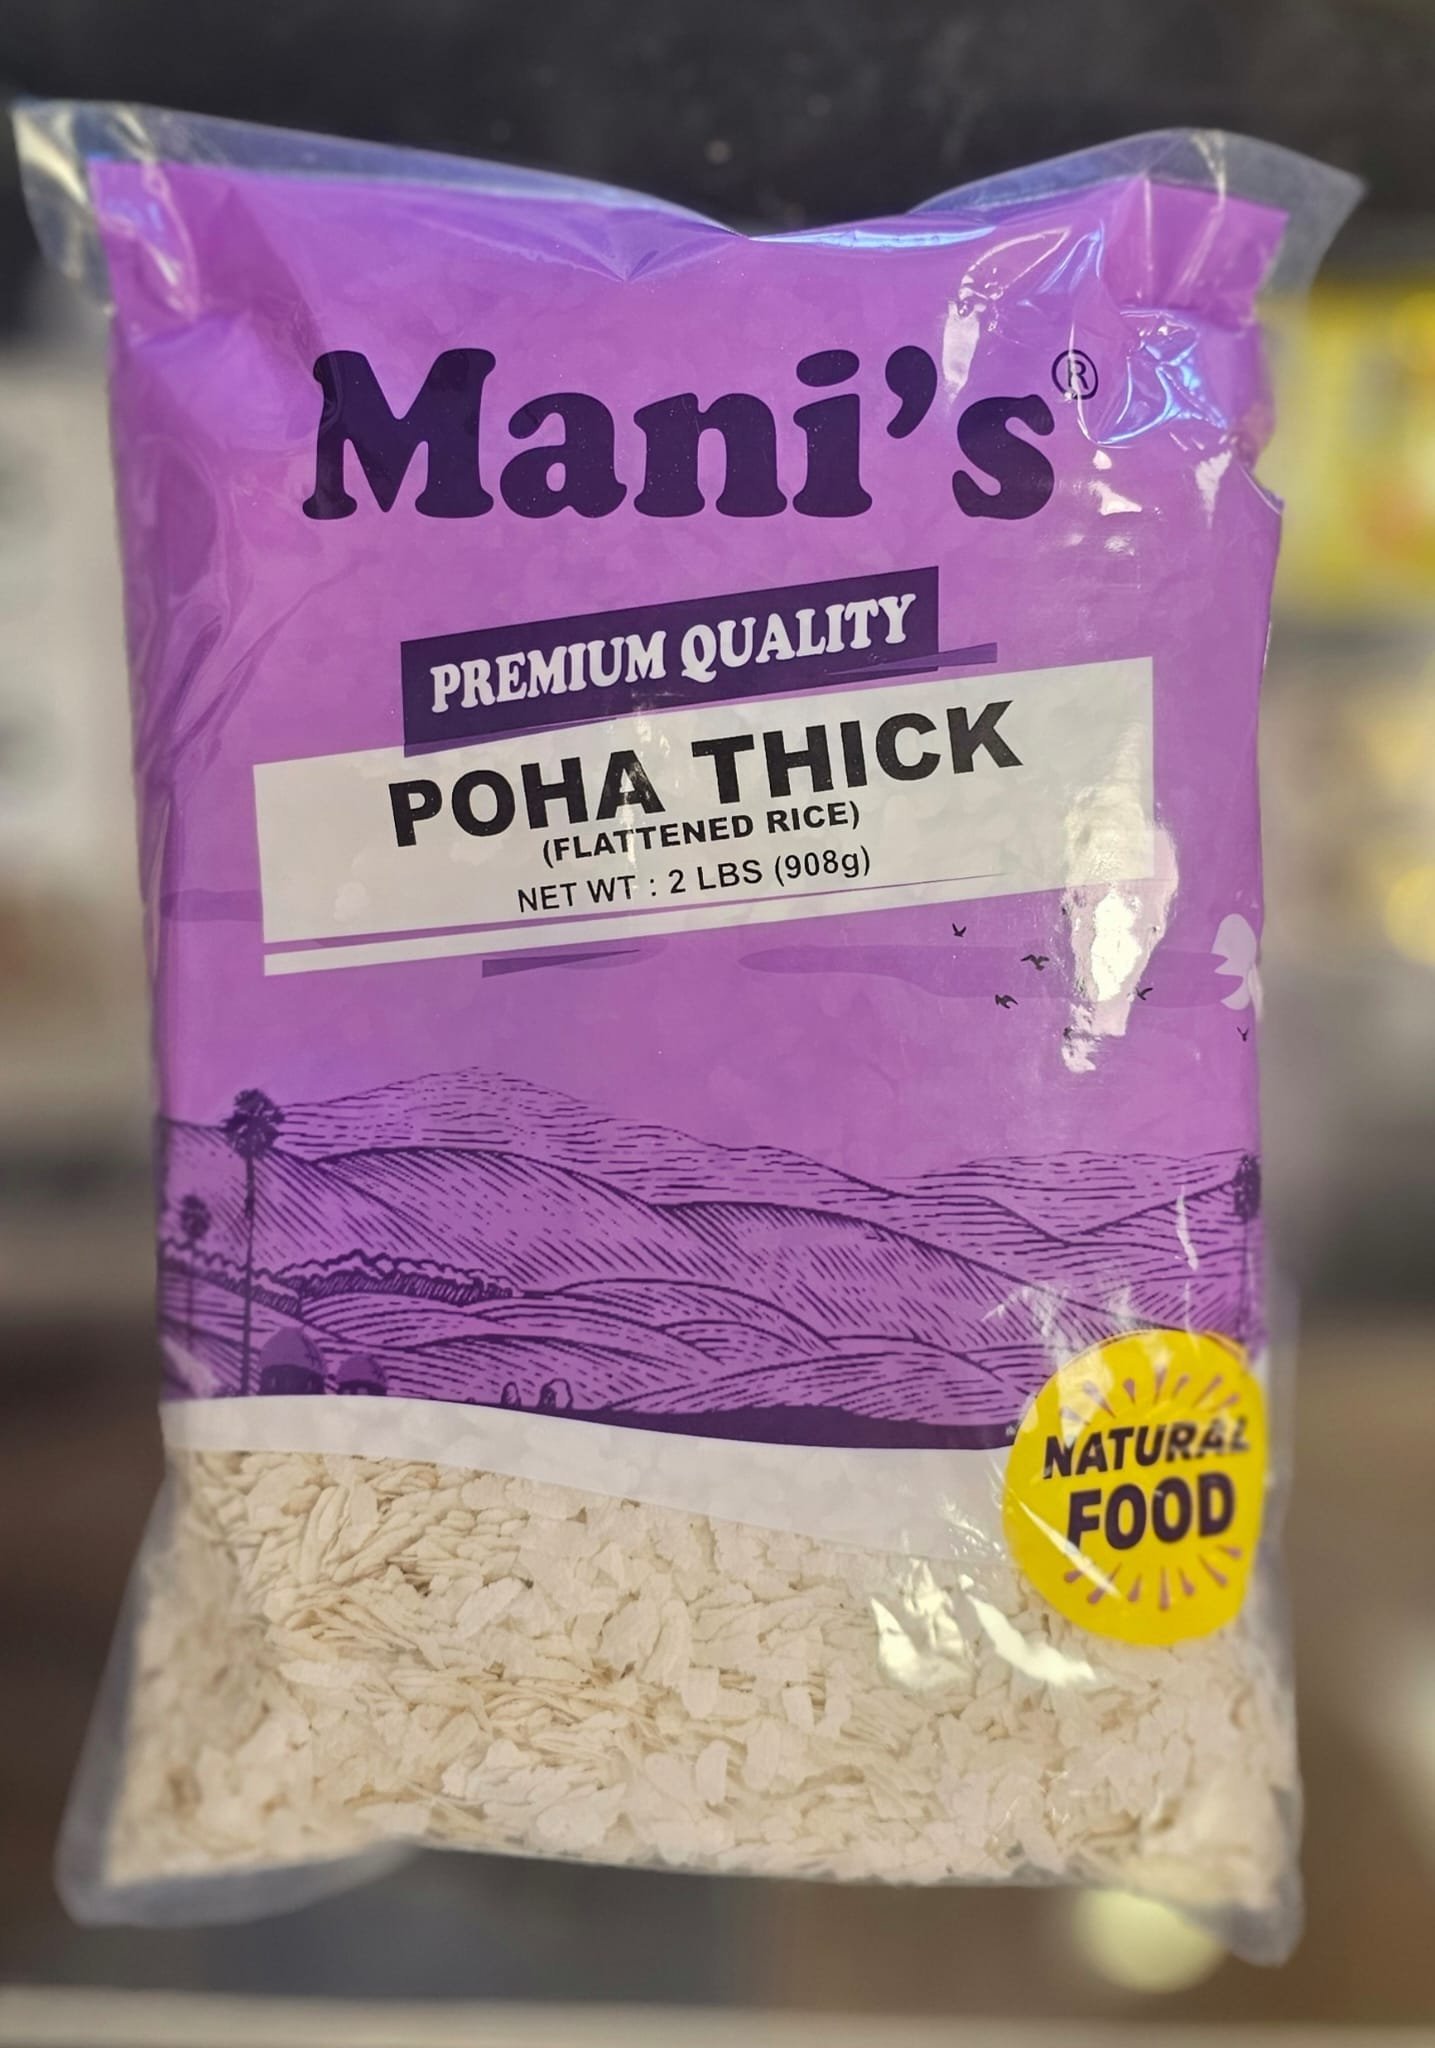 Mani's®
PREMIUM QUALITY
POHA THICK
(FLATTENED RICE)
NET WT : 2 LBS (908g)
NATURAL
FOOD